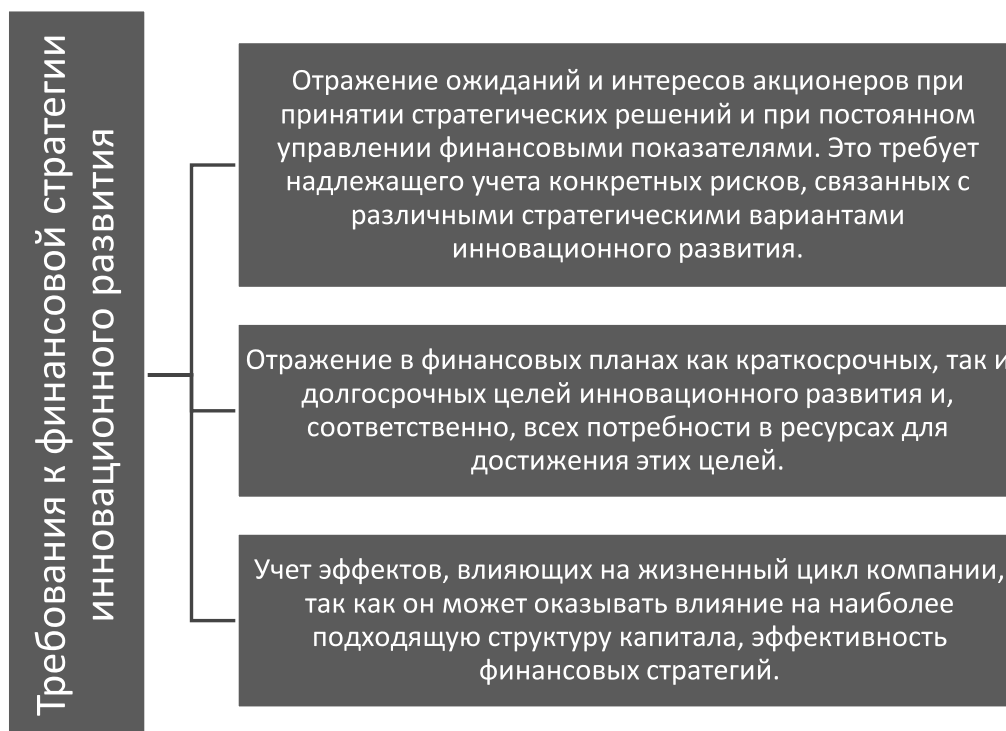 Требования к финансовой стратегии
инновационного развития
Отражение ожиданий и интересов акционеров при
принятии стратегических решений и при постоянном
управлении финансовыми показателями. Это требует
надлежащего учета конкретных рисков, связанных с
различными стратегическими вариантами
инновационного развития.
Отражение в финансовых планах как краткосрочных, так и
долгосрочных целей инновационного развития и,
соответственно, всех потребности в ресурсах для
достижения этих целей.
Учет эффектов, влияющих на жизненный цикл компании,
так как он может оказывать влияние на наиболее
подходящую структуру капитала, эффективность
финансовых стратегий.